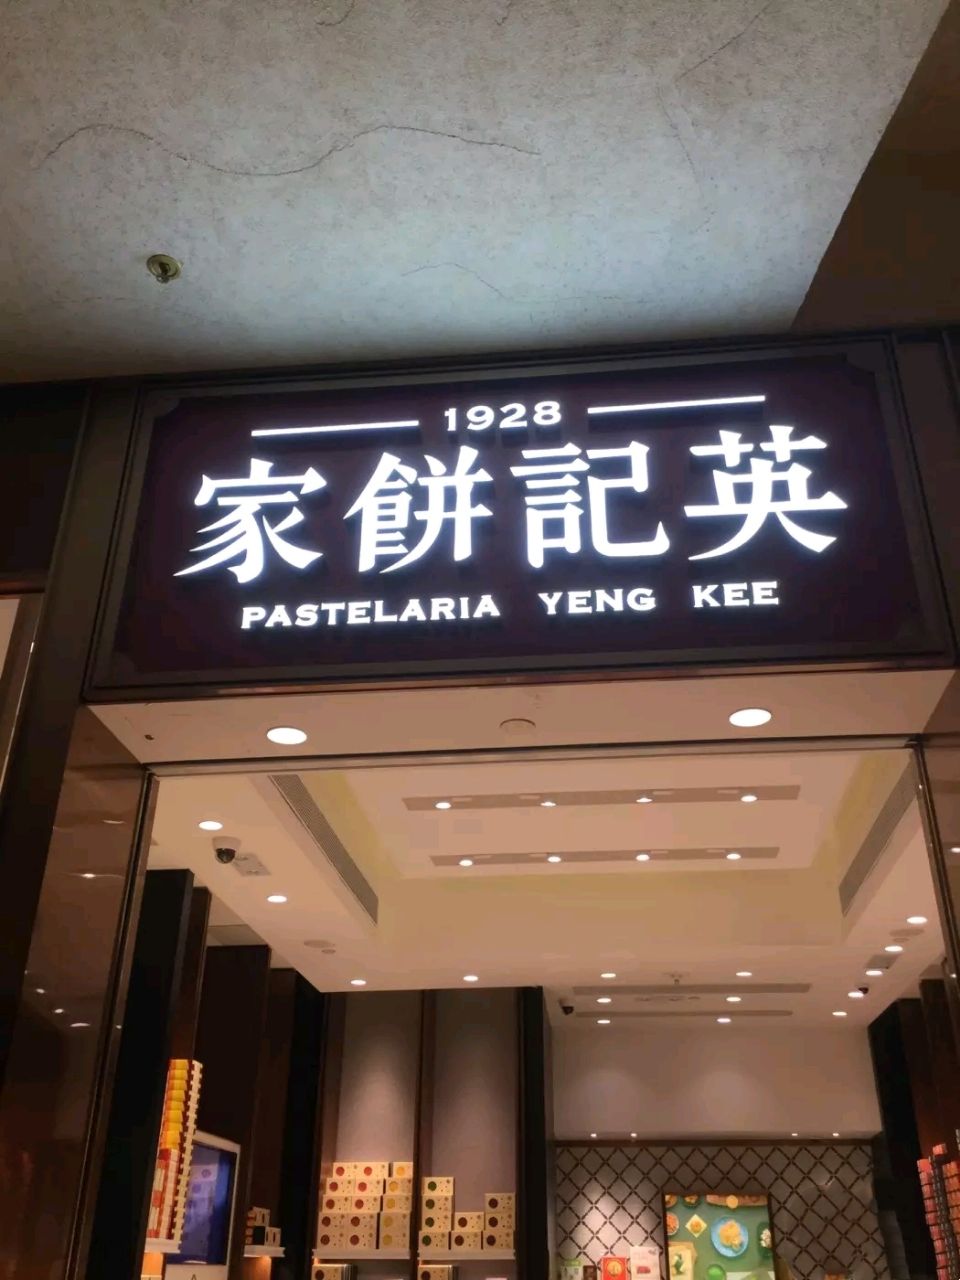 1928
家餅記英
PASTELARIA YENG KEE